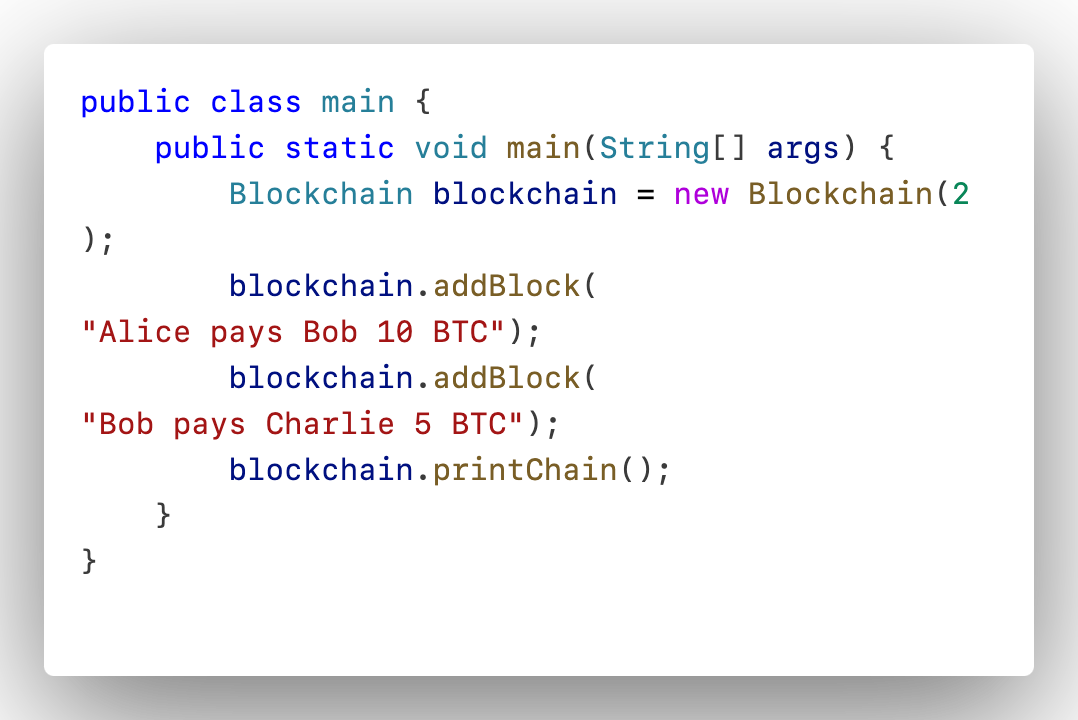 public class main {
    public static void main(String[] args) {
        Blockchain blockchain = new Blockchain(2
);
        blockchain.addBlock(
"Alice pays Bob 10 BTC");
        blockchain.addBlock(
"Bob pays Charlie 5 BTC");
        blockchain.printChain();
    }
}